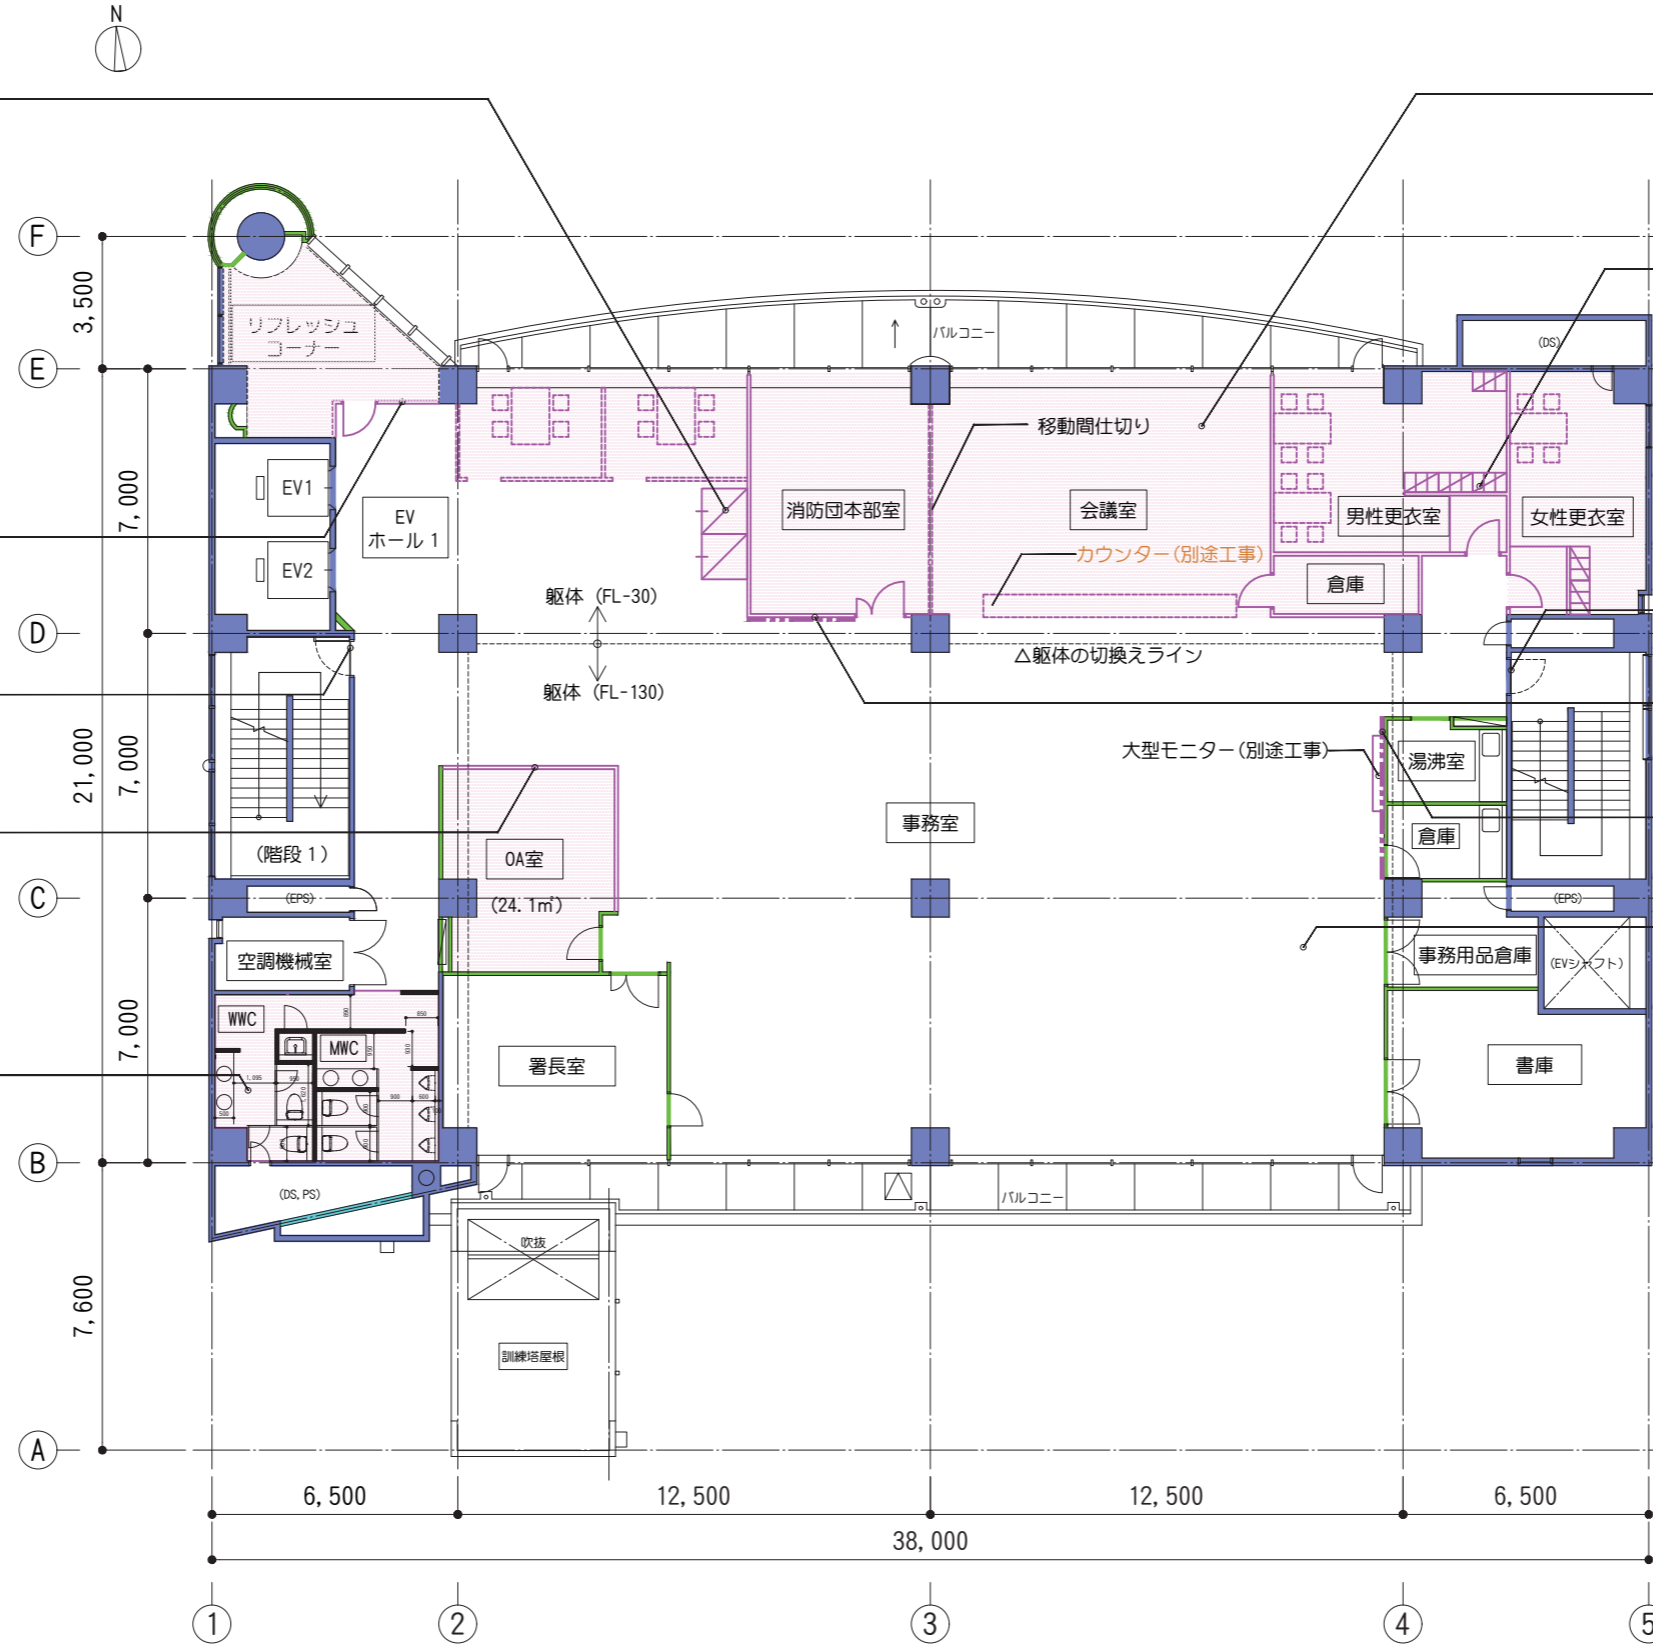 N
F
3,500
リフレッシュ
コーナー
バルコニー
(DS)
E
移動間仕切り
EV1
EV
ホール1
消防団本部室
会議室
男性更衣室
女性更衣室
7,000
EV2
カウンター(別途工事)
倉庫
躯体 (FL-30)
D
△躯体の切換えライン
躯体 (FL-130)
大型モニター(別途工事)
湯沸室
21,000
7,000
事務室
倉庫
(階段1)
OA室
(24.1㎡)
C
(EPS)
(EPS)
空調機械室
事務用品倉庫
(EVシャフト)
WWC
MWC
850
930
1,095
900
600
500
7,000
署長室
書庫
B
(DS,PS)
バルコニー
吹抜
7,600
訓練塔屋根
A
6,500
12,500
12,500
6,500
38,000
1
2
3
4
5